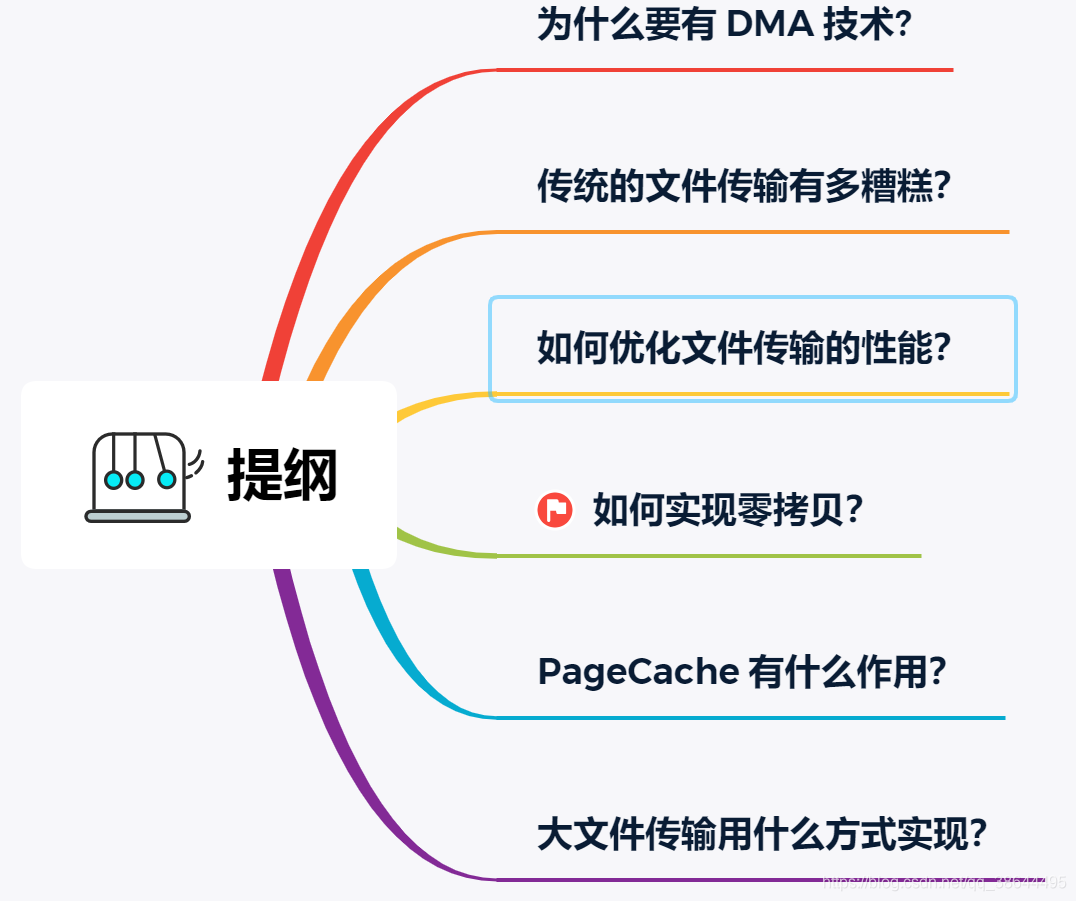 为什么要有 DMA 技术?
传统的文件传输有多糟糕?
如何优化文件传输的性能?
提纲
如何实现零拷贝?
PageCache 有什么作用?
大文件传输用什么方式实现?
https://blog.csdn.net/qq_38644495